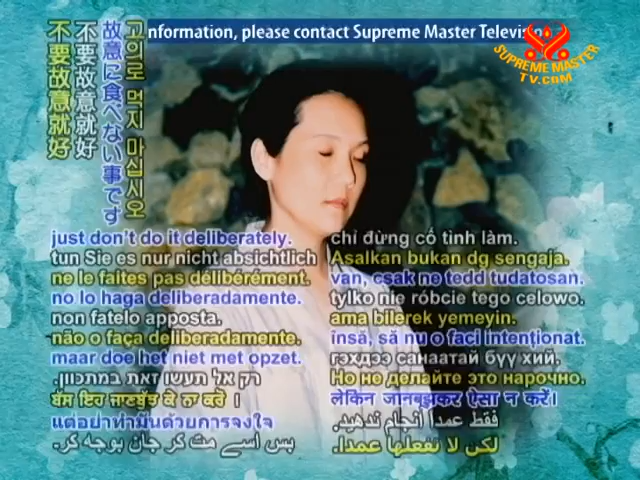 nformation, please contact Supreme Master Televisio
SUPREME MASTER
TV.COM
고의로 먹지 마십시오
故意に食べない事です
不要故意就好
不要故意就好
just don't do it deliberately.
tun Sie es nur nicht absichtlich
ne le faites pas délibérément.
no lo haga deliberadamente.
non fatelo apposta.
não o faça deliberadamente.
maar doe het niet met opzet.
רק אל תעשו זאת במתכוון.
ਬੱਸ ਇਹ ਜਾਣਬੁੱਝ ਕੇ ਨਾ ਕਰੋ ।
แต่อย่าทำมันด้วยการจงใจ
بس اسے مت کر جان بوجھ کر.
chỉ đừng cố tình làm.
Asalkan bukan dg sengaja.
van, csak ne tedd tudatosan.
tylko nie róbcie tego celowo.
ama bilerek yemeyin.
însă, să nu o faci intenţionat.
гэхдээ санаатай бүү хий.
Но не делайте это нарочно.
लेकिन जानबूझकर ऐसा न करें।
فقط عمداً انجام ندهید.
لكن لا تفعلها عمدا.